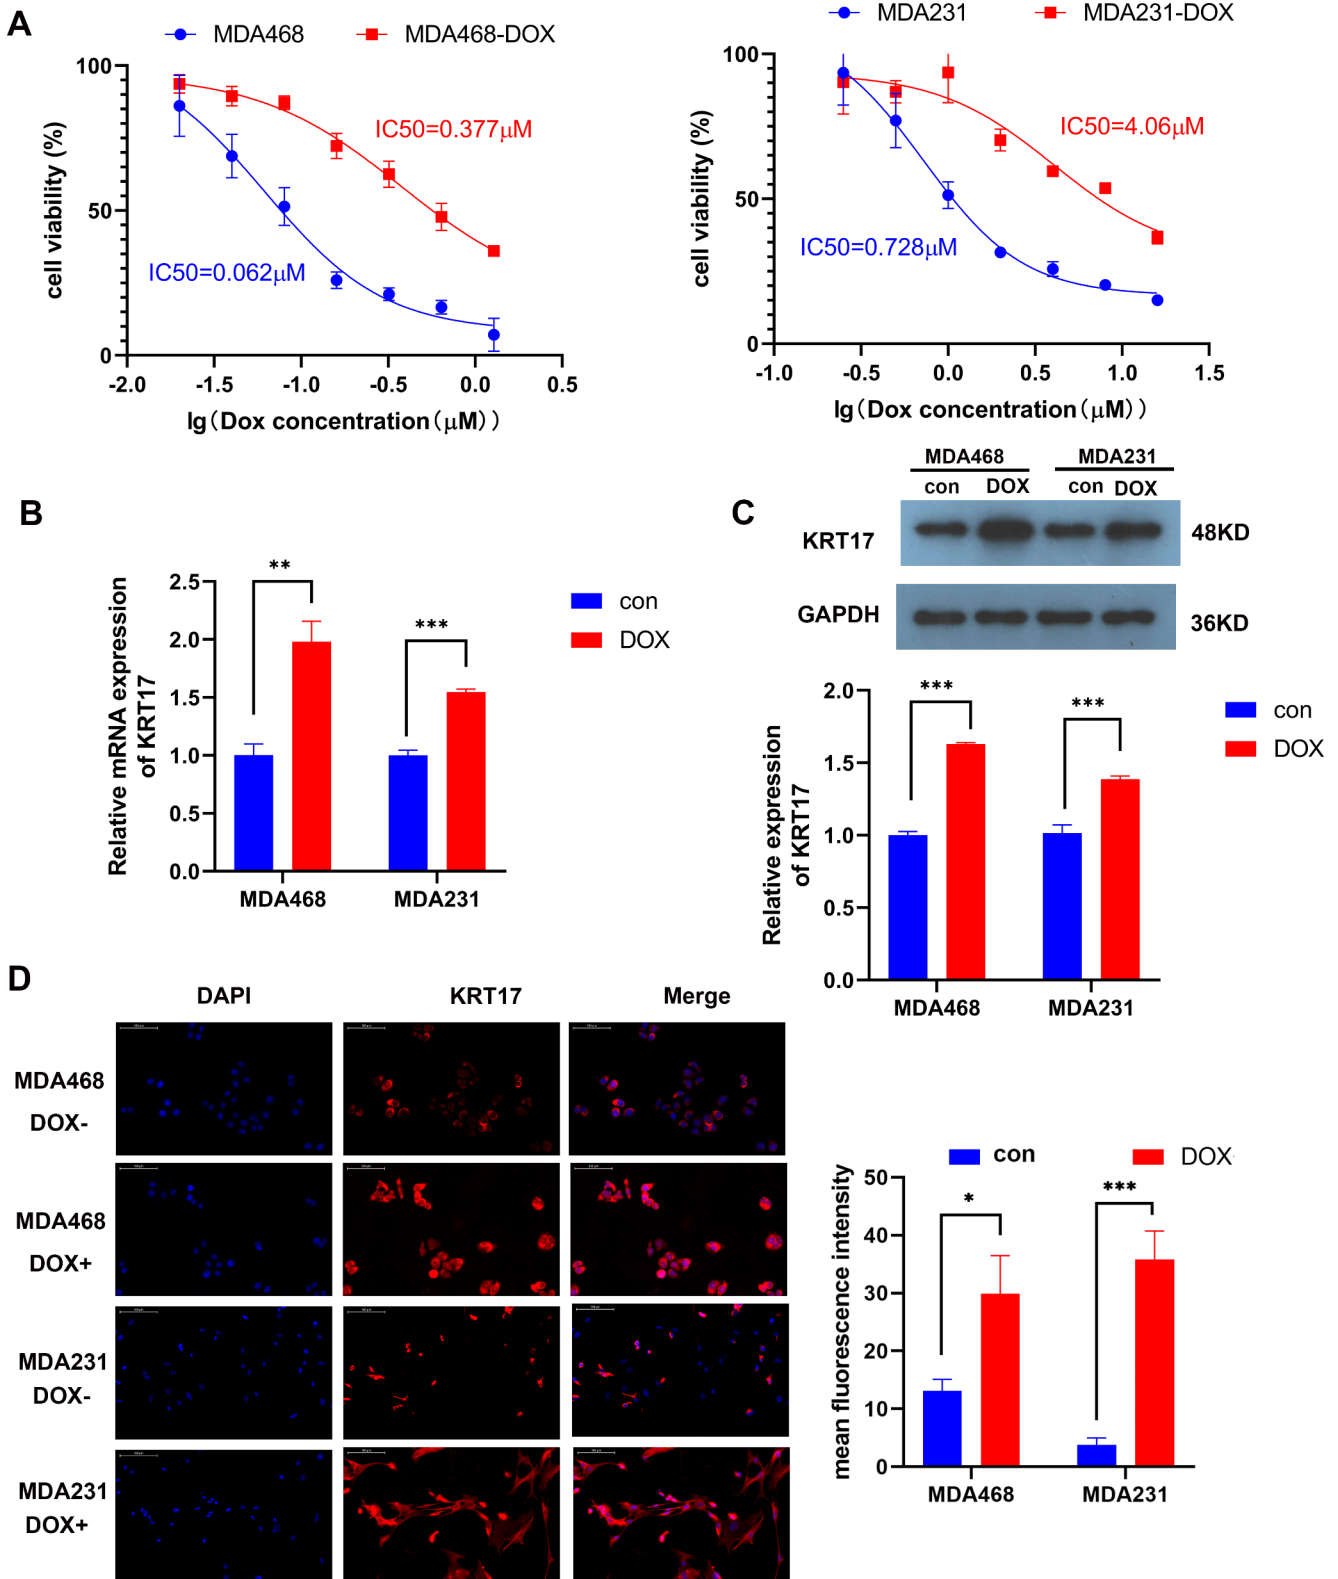 A
MDA468 MDA468-DOX
100
50
0
cell viability (%)
IC50=0.377μM
IC50=0.062μM
-2.0 -1.5 -1.0 -0.5 0.0 0.5
lg（Dox concentration（μM））
MDA231 MDA231-DOX
100
50
0
cell viability (%)
IC50=4.06μM
IC50=0.728μM
-1.0 -0.5 0.0 0.5 1.0 1.5
lg（Dox concentration（μM））
B
Relative mRNA expression
of KRT17
2.5
2.0
1.5
1.0
0.5
0.0
**
***
MDA468 MDA231
con
DOX
C
MDA468 MDA231
con DOX con DOX
KRT17 48KD
GAPDH 36KD
Relative expression
of KRT17
2.0
1.5
1.0
0.5
0.0
***
***
MDA468 MDA231
con
DOX
D
DAPI KRT17 Merge
MDA468
DOX-
MDA468
DOX+
MDA231
DOX-
MDA231
DOX+
con DOX
mean fluorescence intensity
50
40
30
20
10
0
*
***
MDA468 MDA231